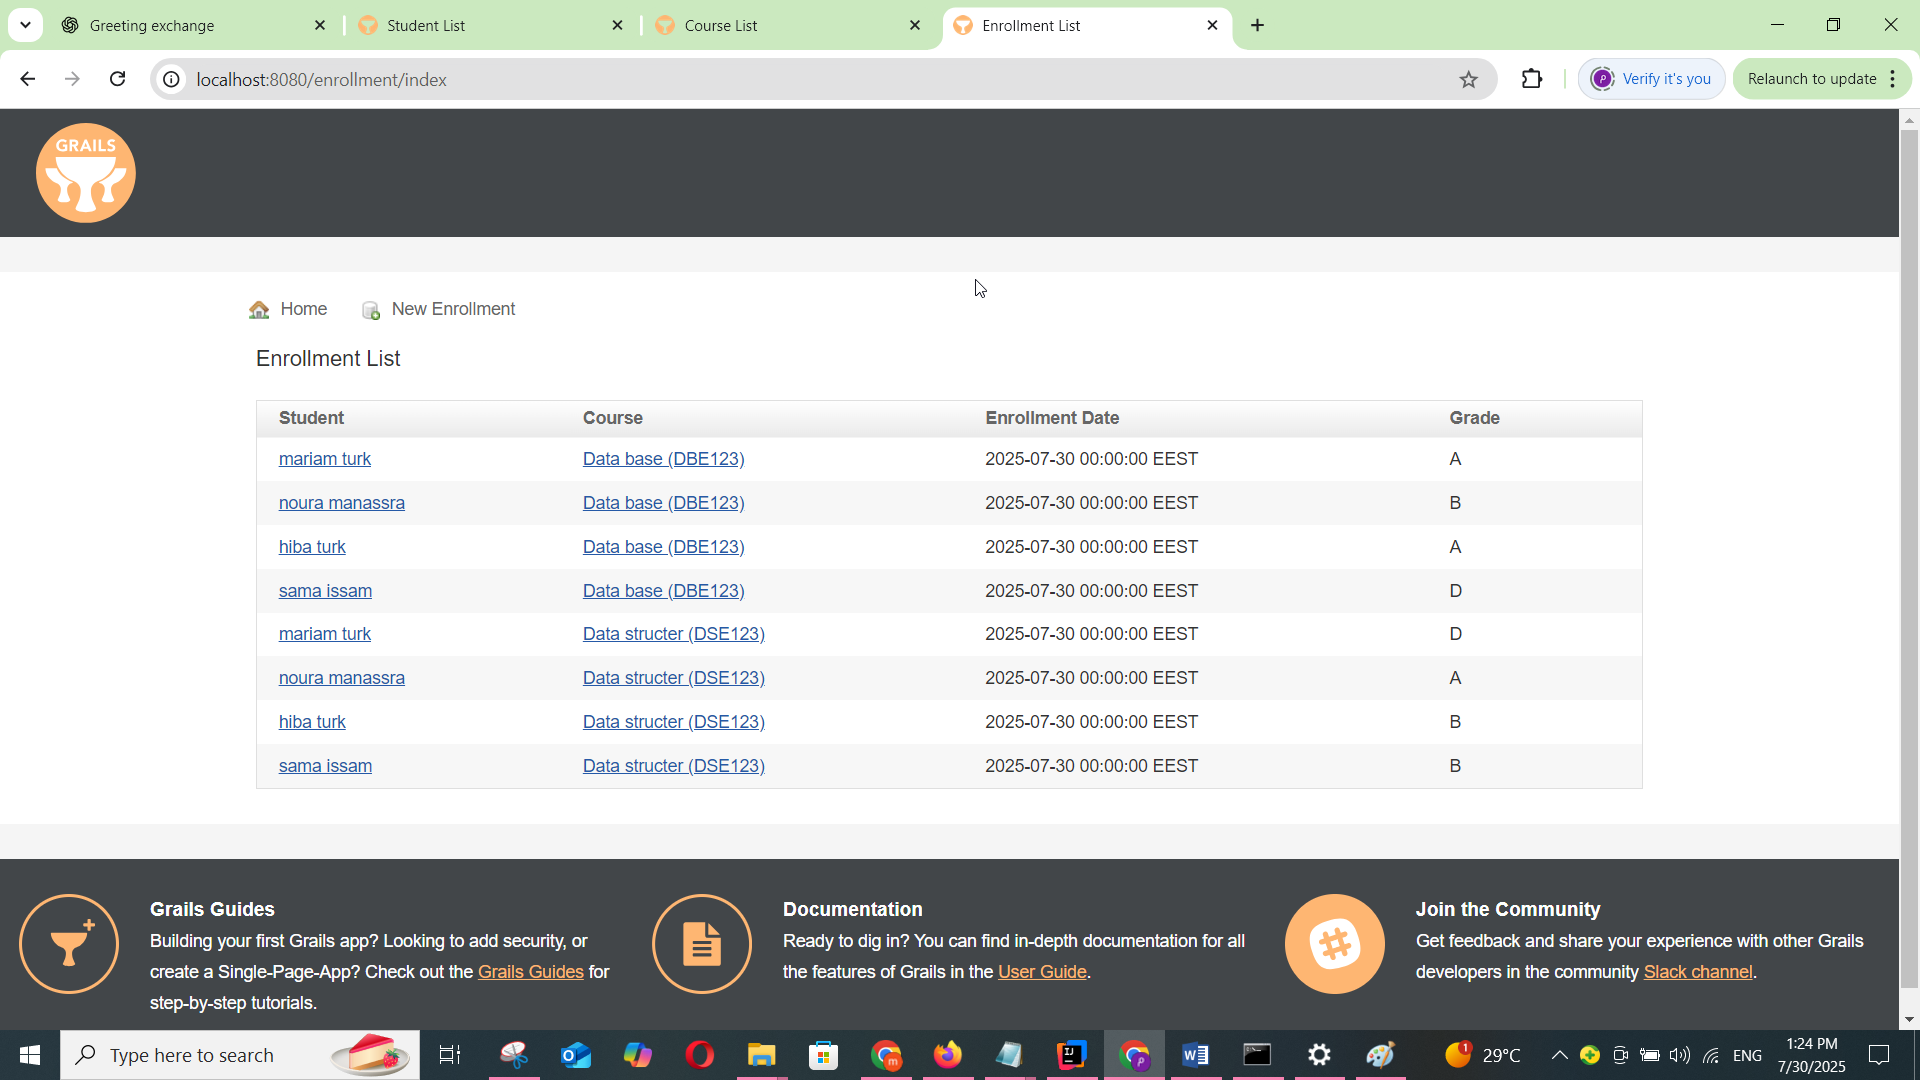 Greeting exchange
Student List
Course List
Enrollment List
localhost:8080/enrollment/index
Verify it's you
Relaunch to update
GRAILS
Home
New Enrollment
Enrollment List
Student Course Enrollment Date Grade
mariam turk Data base (DBE123) 2025-07-30 00:00:00 EEST A
noura manassra Data base (DBE123) 2025-07-30 00:00:00 EEST B
hiba turk Data base (DBE123) 2025-07-30 00:00:00 EEST A
sama issam Data base (DBE123) 2025-07-30 00:00:00 EEST D
mariam turk Data structer (DSE123) 2025-07-30 00:00:00 EEST D
noura manassra Data structer (DSE123) 2025-07-30 00:00:00 EEST A
hiba turk Data structer (DSE123) 2025-07-30 00:00:00 EEST B
sama issam Data structer (DSE123) 2025-07-30 00:00:00 EEST B
Grails Guides
Building your first Grails app? Looking to add security, or
create a Single-Page-App? Check out the Grails Guides for
step-by-step tutorials.
Documentation
Ready to dig in? You can find in-depth documentation for all
the features of Grails in the User Guide.
Join the Community
Get feedback and share your experience with other Grails
developers in the community Slack channel.
Type here to search
29°C
ENG
1:24 PM
7/30/2025